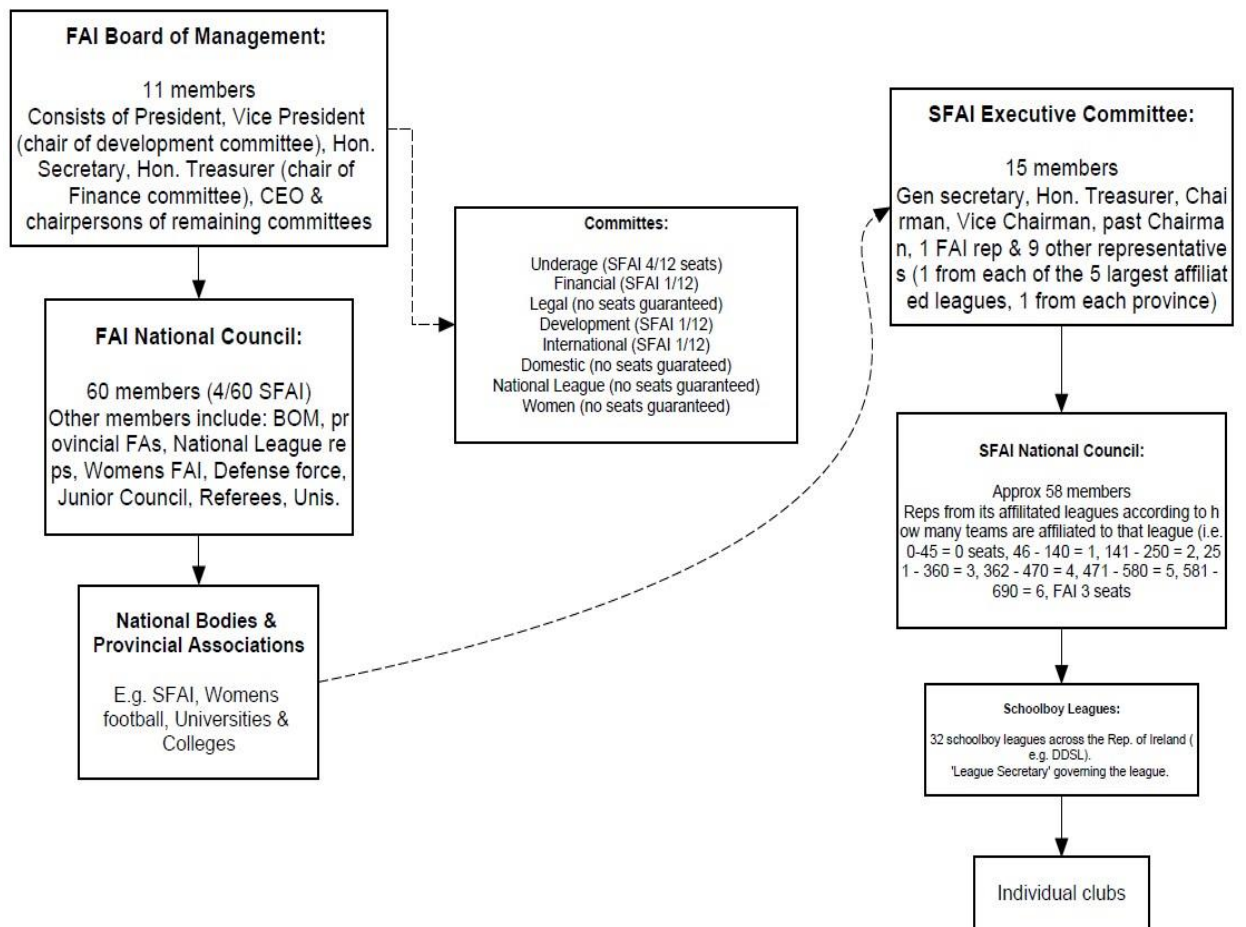 FAI Board of Management:
11 members
Consists of President, Vice President
(chair of development committee), Hon.
Secretary, Hon. Treasurer (chair of
Finance committee), CEO &
chairpersons of remaining committees
FAI National Council:
60 members (4/60 SFAI)
Other members include: BOM, pr
ovincial FAs, National League re
ps, Womens FAI, Defense force,
Junior Council, Referees, Unis.
National Bodies &
Provincial Associations
E.g. SFAI, Womens
football, Universities &
Colleges
Committes:
Underage (SFAI 4/12 seats)
Financial (SFAI 1/12)
Legal (no seats guaranteed)
Development (SFAI 1/12)
International (SFAI 1/12)
Domestic (no seats guarateed)
National League (no seats guaranteed)
Women (no seats guaranteed)
SFAI Executive Committee:
15 members
Gen secretary, Hon. Treasurer, Chai
rman, Vice Chairman, past Chairma
n, 1 FAI rep & 9 other representative
s (1 from each of the 5 largest affiliat
ed leagues, 1 from each province)
SFAI National Council:
Approx 58 members
Reps from its affilitated leagues according to h
ow many teams are affiliated to that league (i.e.
0-45 = 0 seats, 46 - 140 = 1, 141 - 250 = 2, 25
1 - 360 = 3, 362 - 470 = 4, 471 - 580 = 5, 581 -
690 = 6, FAI 3 seats
Schoolboy Leagues:
32 schoolboy leagues across the Rep. of Ireland (
e.g. DDSL).
'League Secretary' governing the league.
Individual clubs